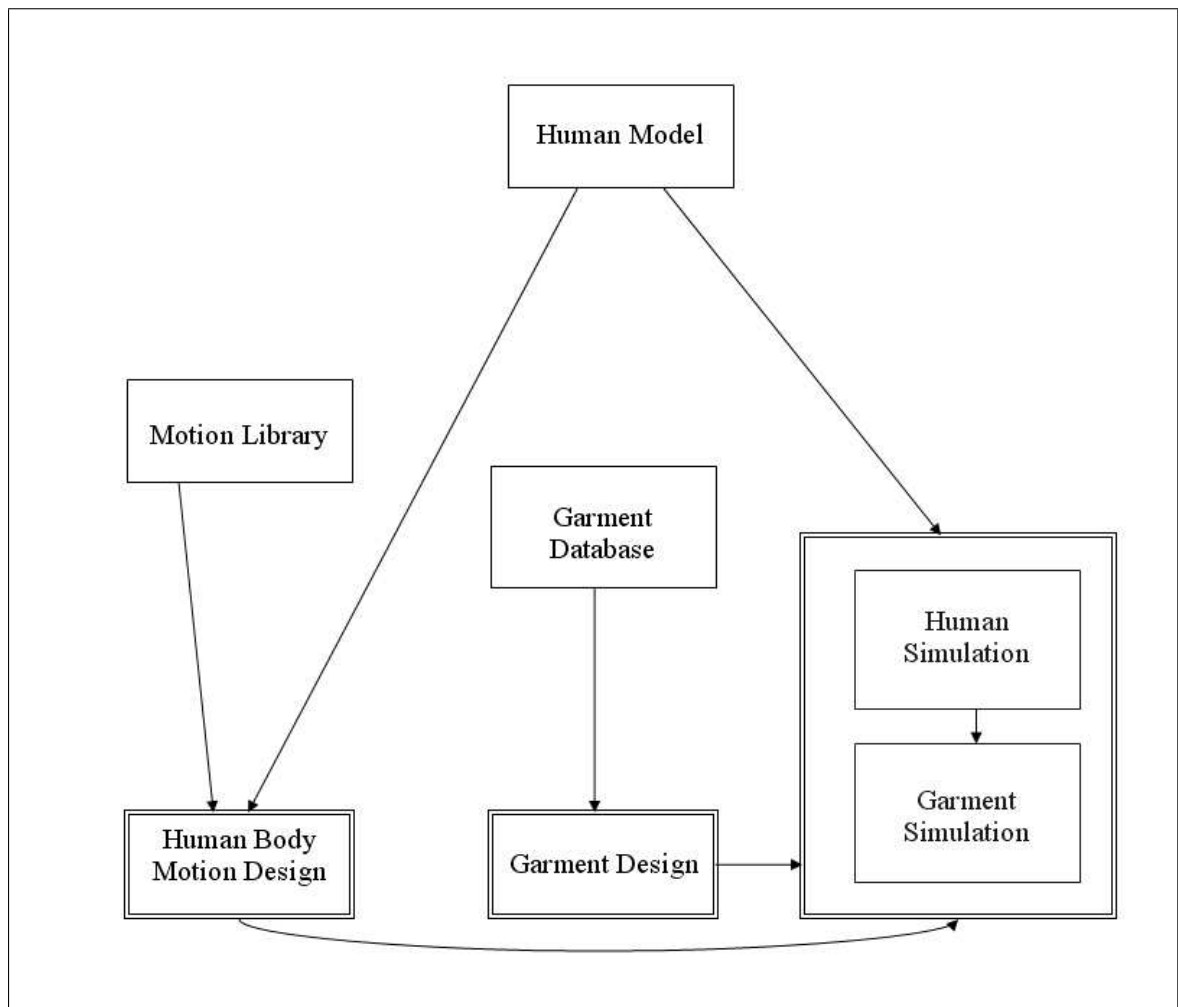 Human Model
Motion Library
Garment
Database
Human
Simulation
Garment
Simulation
Human Body
Motion Design
Garment Design